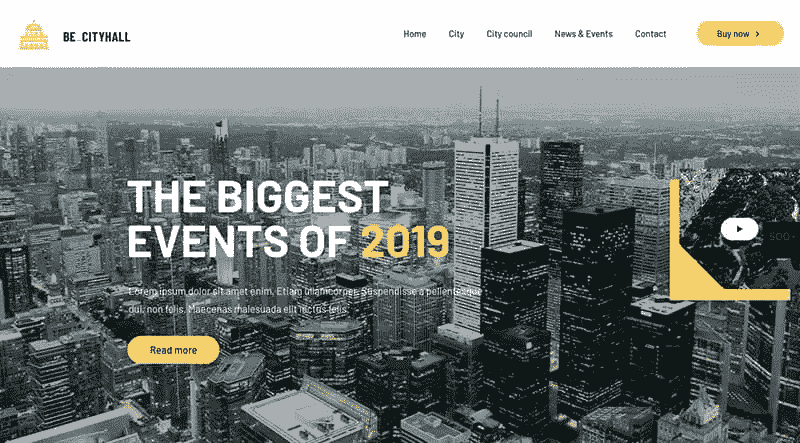 BE_CITYHALL
Home City City council News & Events Contact Buy now
THE BIGGEST
EVENTS OF 2019
Lorem ipsum dolor sit amet enim. Etiam ullamcorper. Suspendisse a pellentesque
dui, non felis. Maecenas malesuada elit lectus felis.
500
Read more